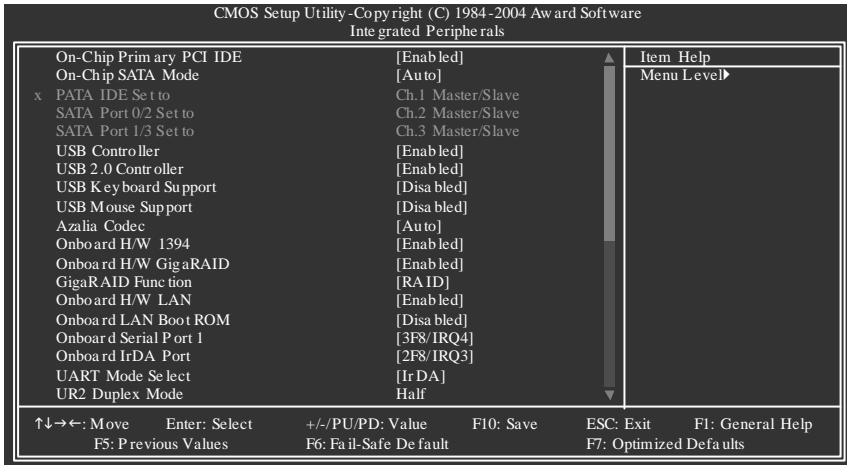 CMOS Setup Utility-Copyright (C) 1984-2004 Award Software
Integrated Peripherals
On-Chip Primary PCI IDE [Enabled] Item Help
On-Chip SATA Mode [Auto] Menu Level▶
x PATA IDE Set to Ch.1 Master/Slave
SATA Port 0/2 Set to Ch.2 Master/Slave
SATA Port 1/3 Set to Ch.3 Master/Slave
USB Controller [Enabled]
USB 2.0 Controller [Enabled]
USB Keyboard Support [Disabled]
USB Mouse Support [Disabled]
Azalia Codec [Auto]
Onboard H/W 1394 [Enabled]
Onboard H/W GigaRAID [Enabled]
GigaRAID Function [RAID]
Onboard H/W LAN [Enabled]
Onboard LAN Boot ROM [Disabled]
Onboard Serial Port 1 [3F8/IRQ4]
Onboard IrDA Port [2F8/IRQ3]
UART Mode Select [IrDA]
UR2 Duplex Mode Half
↑↓→←: Move Enter: Select +/-/PU/PD: Value F10: Save ESC: Exit F1: General Help
F5: Previous Values F6: Fail-Safe Default F7: Optimized Defaults